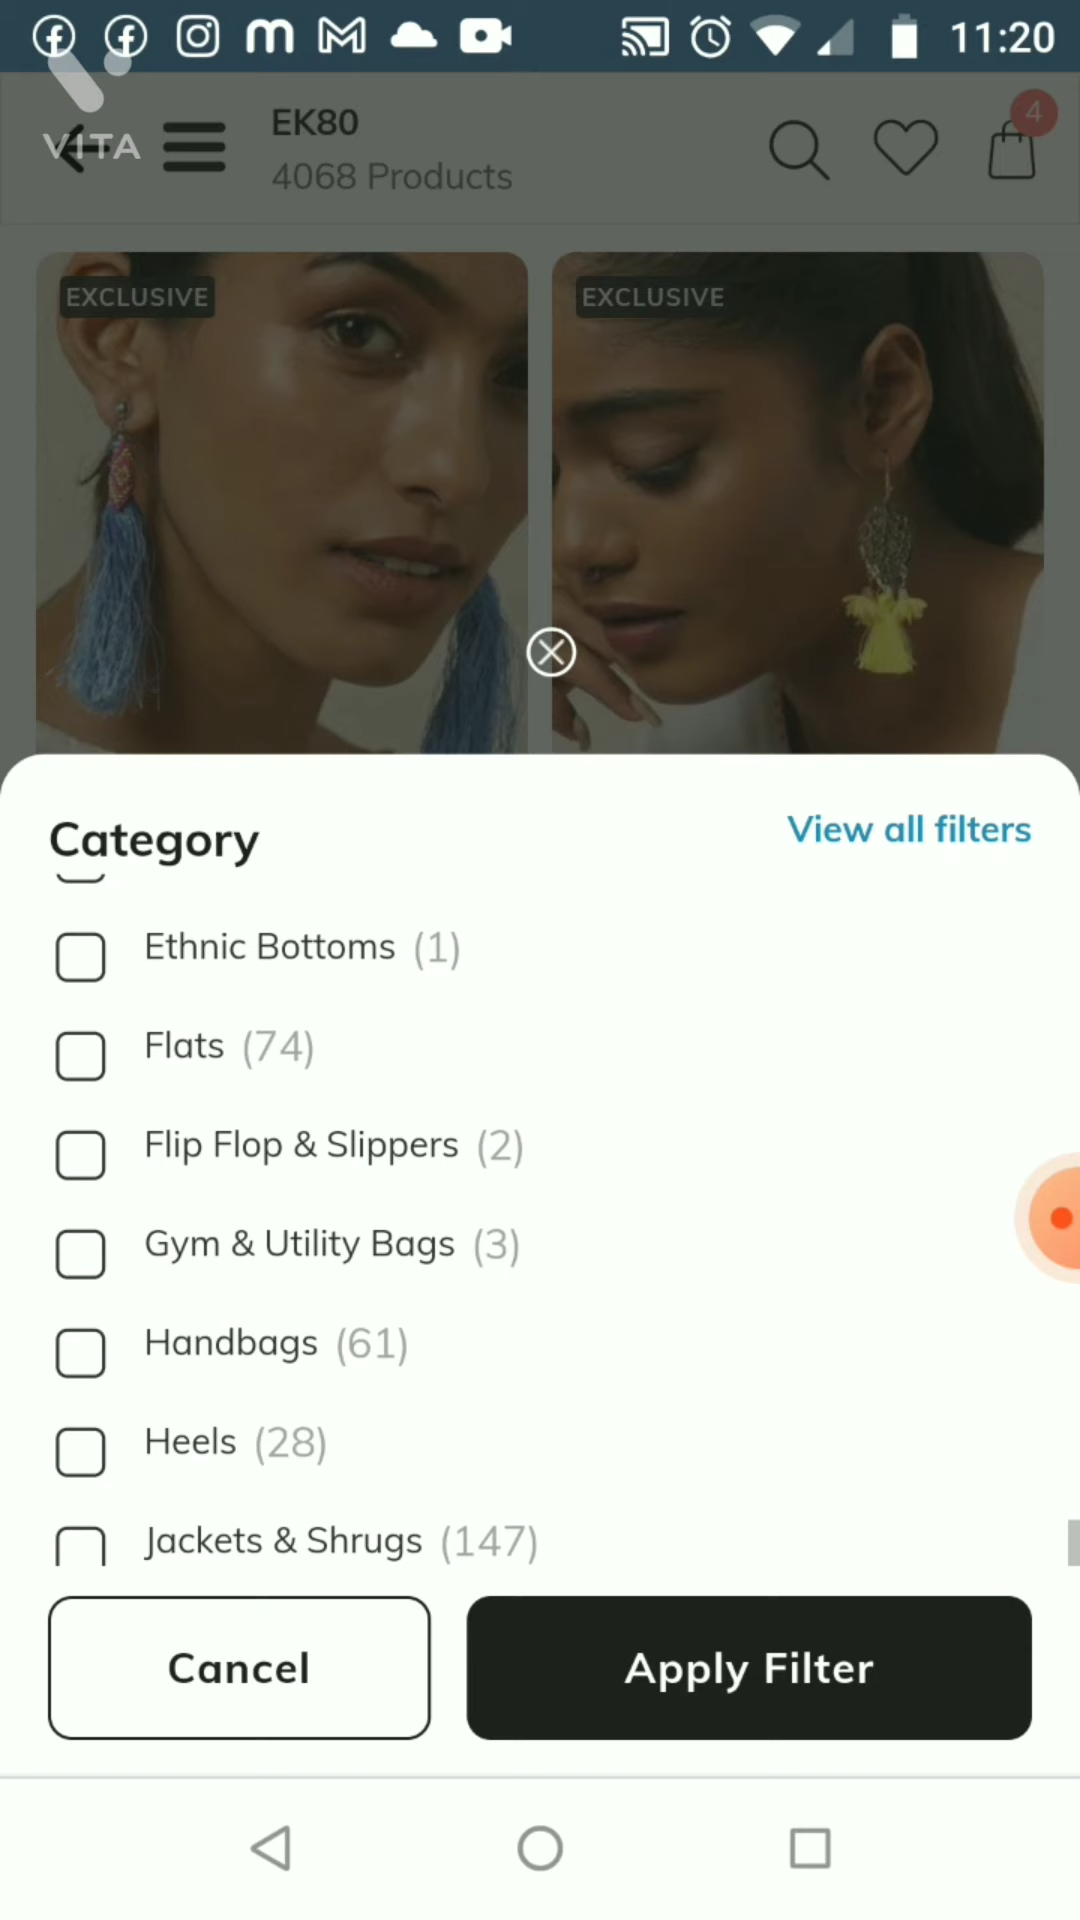 11:20
VITA
EK80
4068 Products
4
EXCLUSIVE
EXCLUSIVE
Category
View all filters
Ethnic Bottoms (1)
Flats (74)
Flip Flop & Slippers (2)
Gym & Utility Bags (3)
Handbags (61)
Heels (28)
Jackets & Shrugs (147)
Cancel
Apply Filter